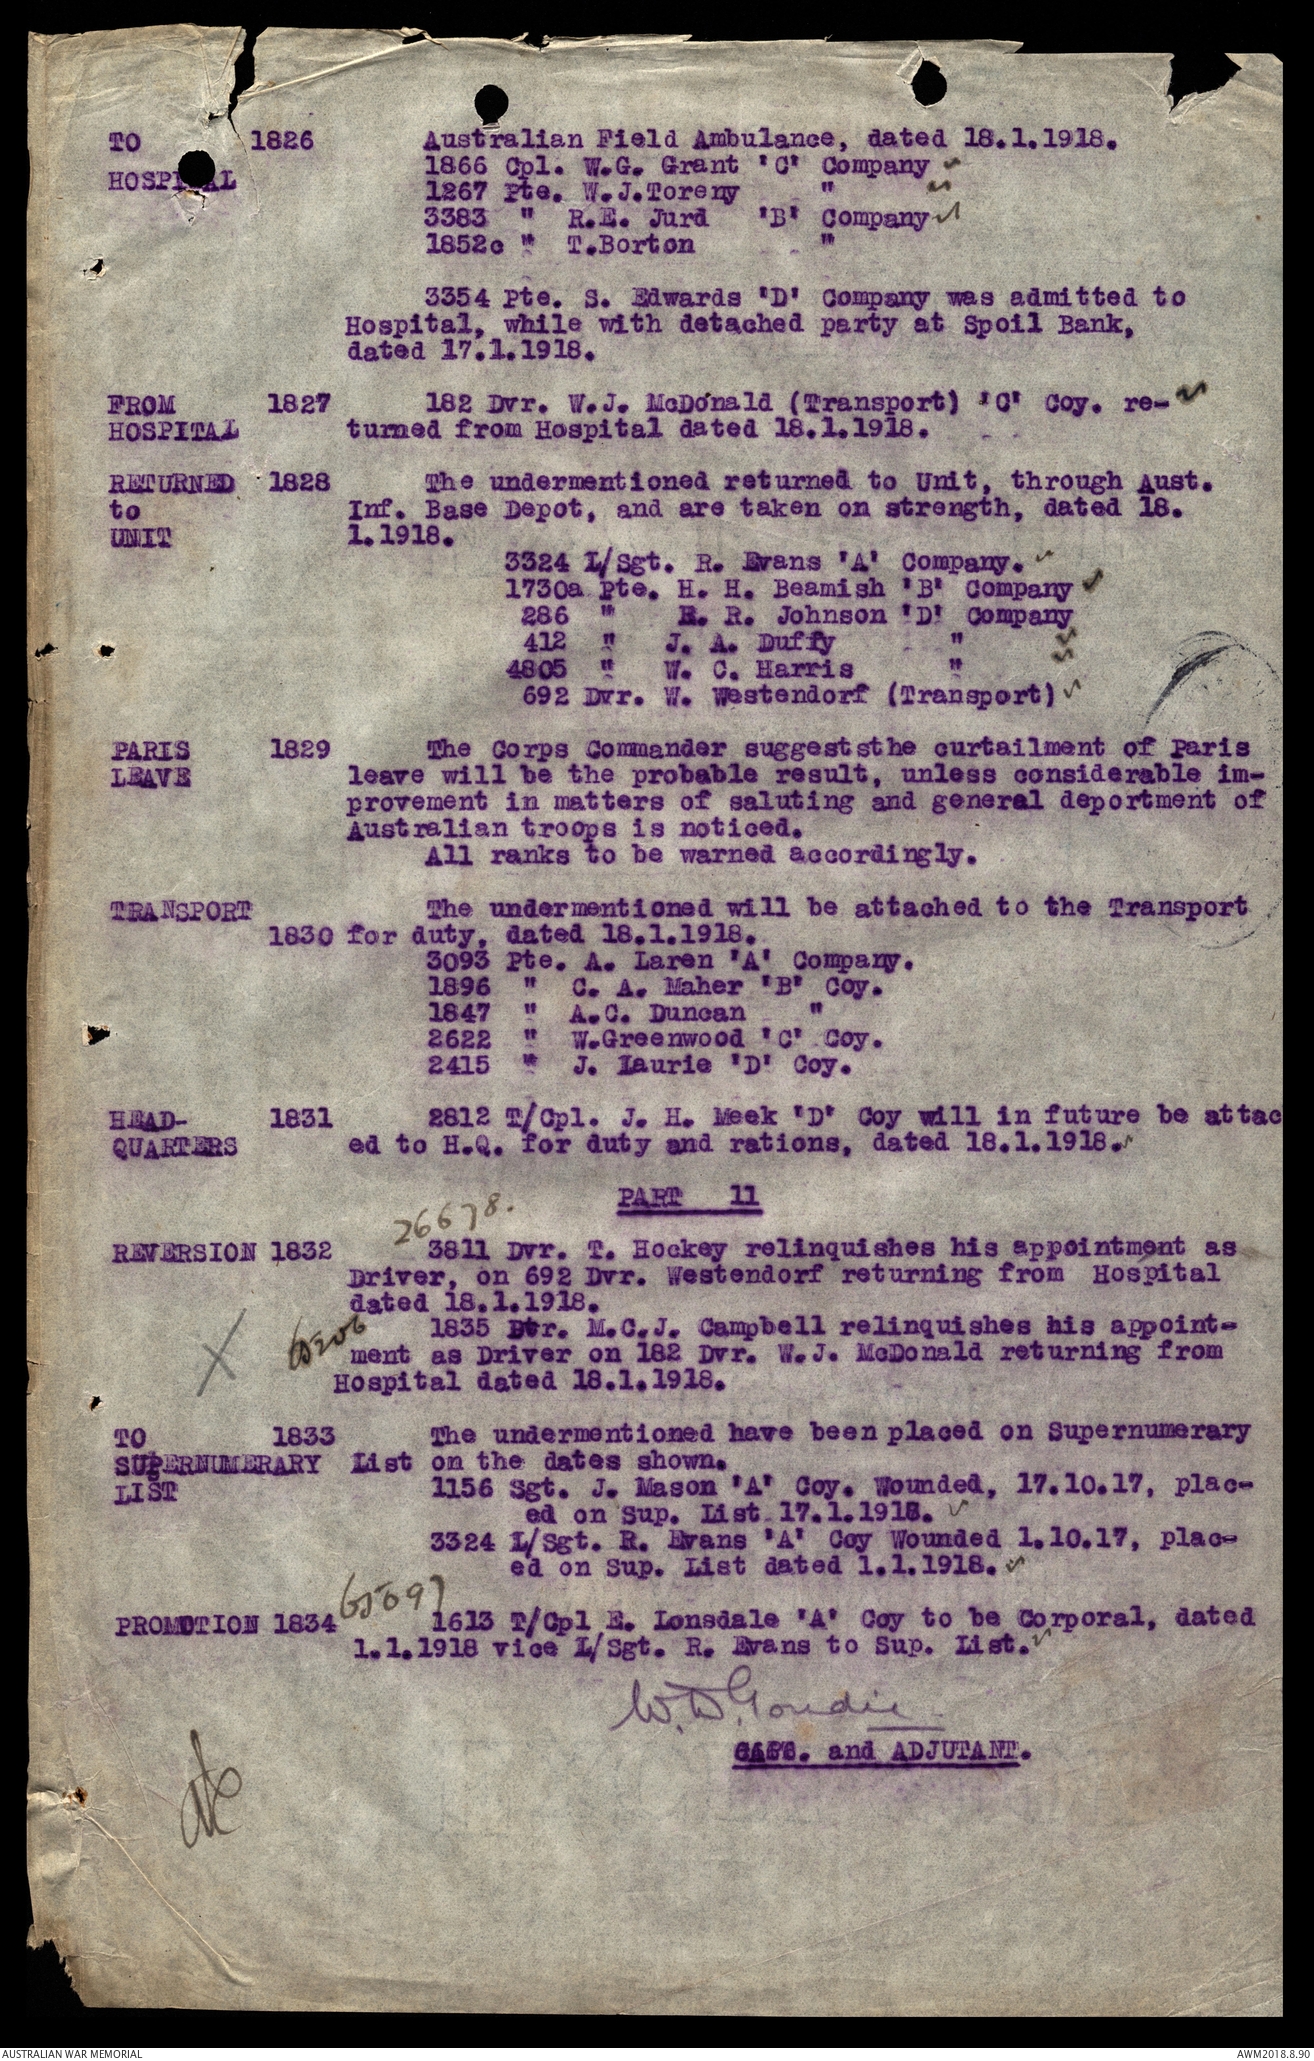 TO 1826 Australian Field Ambulance, dated 18.1.1918.
HOSPITAL 1866 Cpl. W.G. Grant 'C' Company
1267 Pte. W.J.Toreny "
3383 " R.E. Jurd 'B' Company
1852c " T.Borton "
3354 Pte. S. Edwards 'D' Company was admitted to
Hospital, while with detached party at Spoil Bank,
dated 17.1.1918.
FROM 1827 182 Dvr. W.J. McDonald (Transport) 'C' Coy. re-
HOSPITAL turned from Hospital dated 18.1.1918.
RETURNED 1828 The undermentioned returned to Unit, through Aust.
to Inf. Base Depot, and are taken on strength, dated 18.
UNIT 1.1918.
3324 L/Sgt. R. Evans 'A' Company.
1730a Pte. H. H. Beamish 'B' Company
286 " R. R. Johnson 'D' Company
412 " J. A. Duffy "
4805 " W. C. Harris "
692 Dvr. W. Westendorf (Transport)
PARIS 1829 The Corps Commander suggeststhe curtailment of Paris
LEAVE leave will be the probable result, unless considerable im-
provement in matters of saluting and general deportment of
Australian troops is noticed.
All ranks to be warned accordingly.
TRANSPORT The undermentioned will be attached to the Transport
1830 for duty, dated 18.1.1918.
3093 Pte. A. Laren 'A' Company.
1896 " C. A. Maher 'B' Coy.
1847 " A.C. Duncan "
2622 " W.Greenwood 'C' Coy.
2415 " J. Laurie 'D' Coy.
HEAD- 1831 2812 T/Cpl. J. H. Meek 'D' Coy will in future be attac
QUARTERS ed to H.Q. for duty and rations, dated 18.1.1918.
PART 11
26678.
REVERSION 1832 3811 Dvr. T. Hockey relinquishes his appointment as
Driver, on 692 Dvr. Westendorf returning from Hospital
dated 18.1.1918.
1835 Dvr. M.C.J. Campbell relinquishes his appoint-
ment as Driver on 182 Dvr. W.J. McDonald returning from
Hospital dated 18.1.1918.
TO 1833 The undermentioned have been placed on Supernumerary
SUPERNUMERARY List on the dates shown.
LIST 1156 Sgt. J. Mason 'A' Coy. Wounded, 17.10.17, plac-
ed on Sup. List 17.1.1918.
3324 L/Sgt. R. Evans 'A' Coy Wounded 1.10.17, plac-
ed on Sup. List dated 1.1.1918.
PROMOTION 1834 1613 T/Cpl E. Lonsdale 'A' Coy to be Corporal, dated
1.1.1918 vice L/Sgt. R. Evans to Sup. List.
W.D. Goudie
CAPT. and ADJUTANT.
AUSTRALIAN WAR MEMORIAL AWM2018.8.90